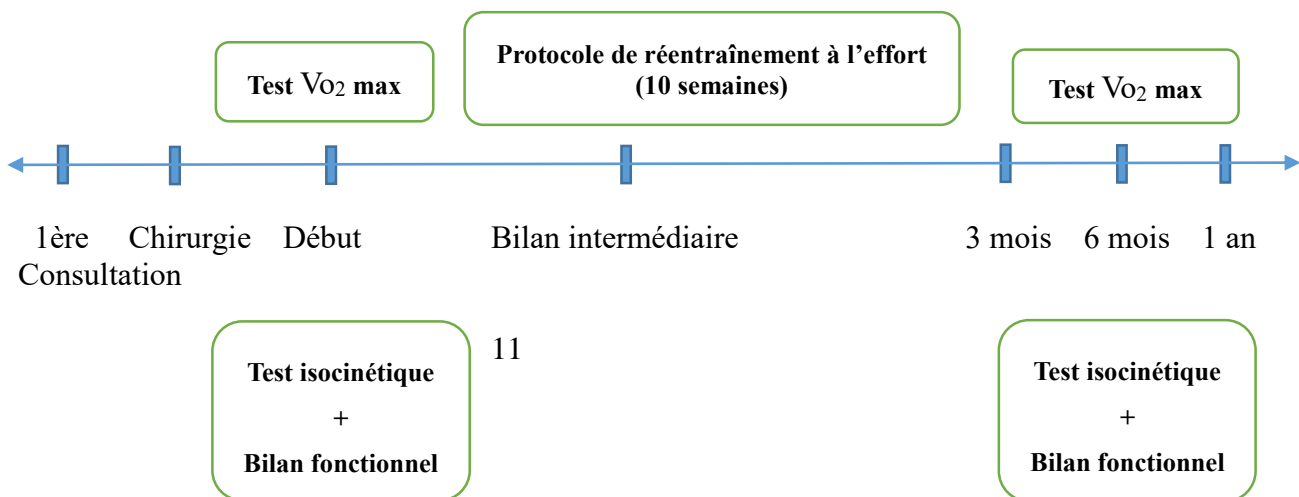 Protocole de réentraînement à l’effort
(10 semaines)
Test Vo₂ max
Test Vo₂ max
1ère Chirurgie Début Bilan intermédiaire 3 mois 6 mois 1 an
Consultation
11
Test isocinétique
+
Bilan fonctionnel
Test isocinétique
+
Bilan fonctionnel